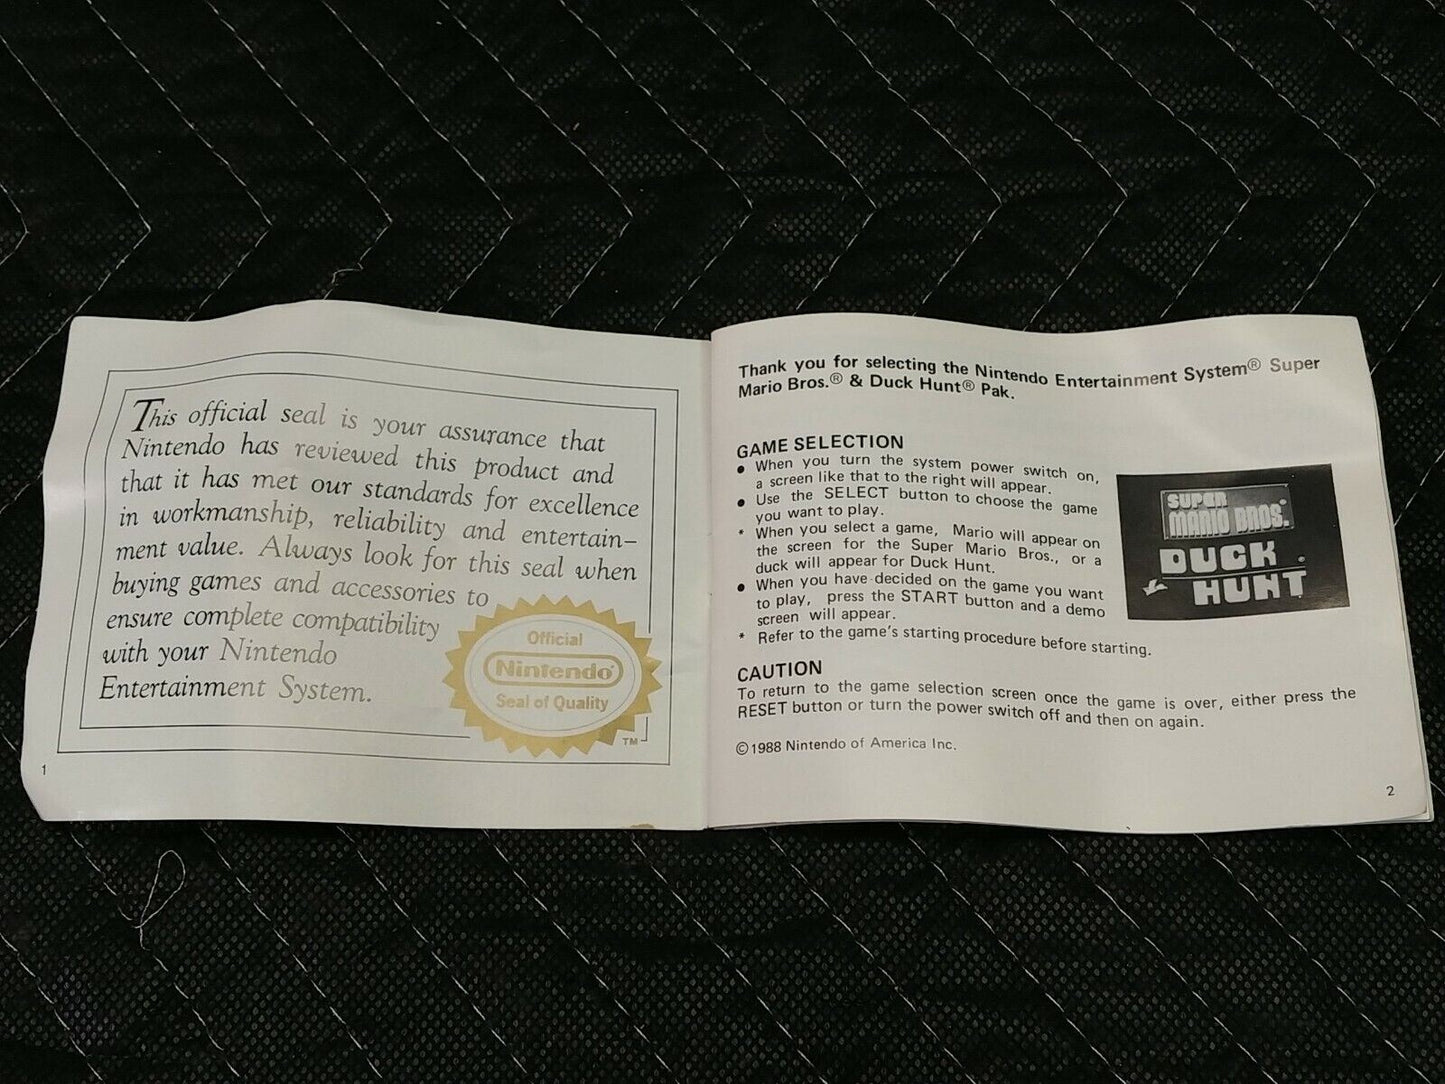 This official seal is your assurance that
Nintendo has reviewed this product and
that it has met our standards for excellence
in workmanship, reliability and entertain-
ment value. Always look for this seal when
buying games and accessories to
ensure complete compatibility
with your Nintendo
Entertainment System.
Official
Nintendo®
Seal of Quality
TM
1
Thank you for selecting the Nintendo Entertainment System® Super
Mario Bros.® & Duck Hunt® Pak.
GAME SELECTION
● When you turn the system power switch on,
a screen like that to the right will appear.
● Use the SELECT button to choose the game
you want to play.
* When you select a game, Mario will appear on
the screen for the Super Mario Bros., or a
duck will appear for Duck Hunt.
● When you have decided on the game you want
to play, press the START button and a demo
screen will appear.
* Refer to the game's starting procedure before starting.
SUPER
MARIO BROS.
DUCK
HUNT
CAUTION
To return to the game selection screen once the game is over, either press the
RESET button or turn the power switch off and then on again.
©1988 Nintendo of America Inc.
2